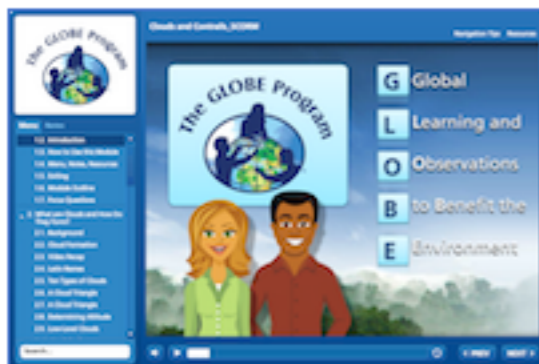 The GLOBE Program
Menu Notes
1.2. Introduction
1.3. How to Use this Module
1.4. Menu, Notes, Resources
1.5. Exiting
1.6. Module Outline
1.7. Focus Questions
2. What are Clouds and How Do They Form?
2.1. Background
2.2. Cloud Formation
2.3. Video Recap
2.4. Latin Names
2.5. Ten Types of Clouds
2.6. A Cloud Triangle
2.7. A Cloud Triangle
2.8. Determining Altitude
2.9. Low Level Clouds
Search...
Clouds and Contrails_SCORM
Navigation Tips Resources
The GLOBE Program
G Global
L Learning and
O Observations
B to Benefit the
E Environment
< PREV NEXT >